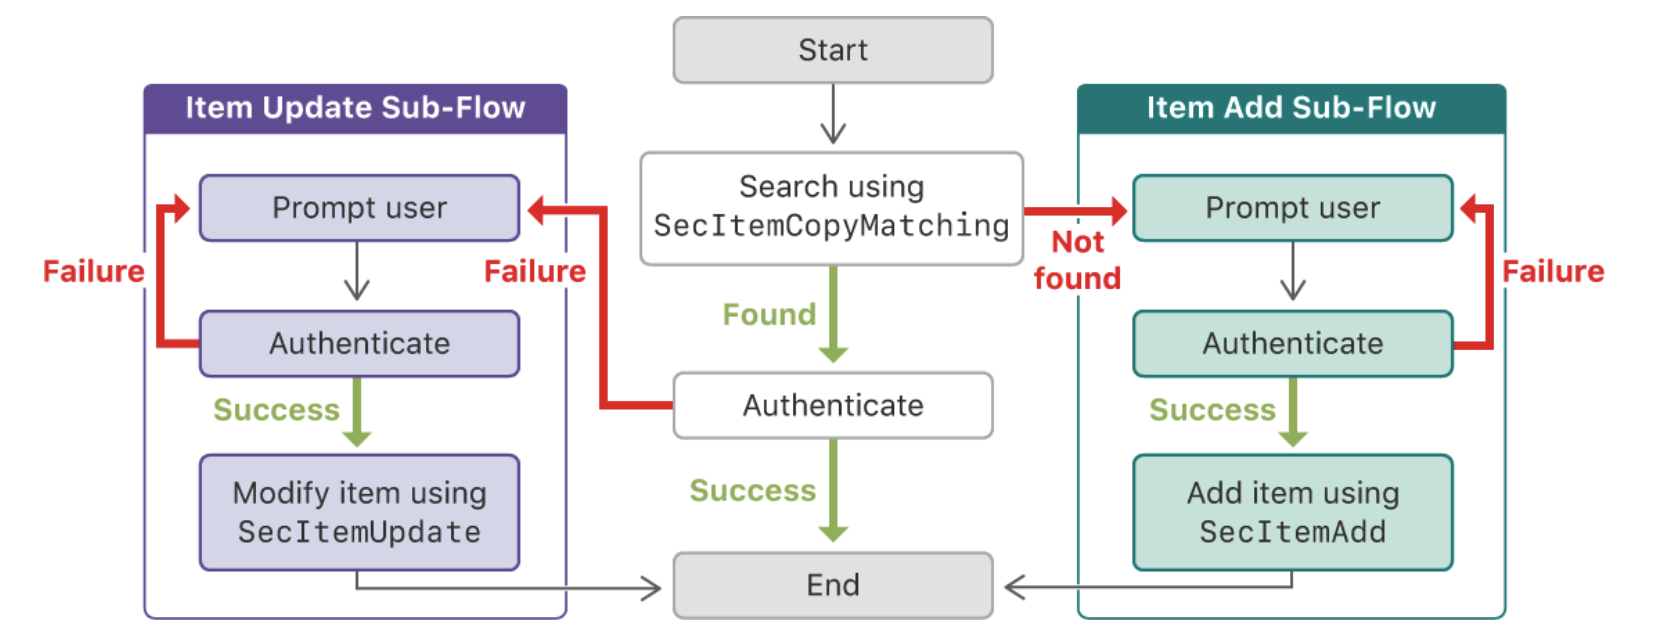 Start
Item Update Sub-Flow
Prompt user
Failure
Authenticate
Success
Modify item using
SecItemUpdate
Search using
SecItemCopyMatching
Failure
Found
Authenticate
Success
End
Not
found
Item Add Sub-Flow
Prompt user
Failure
Authenticate
Success
Add item using
SecItemAdd